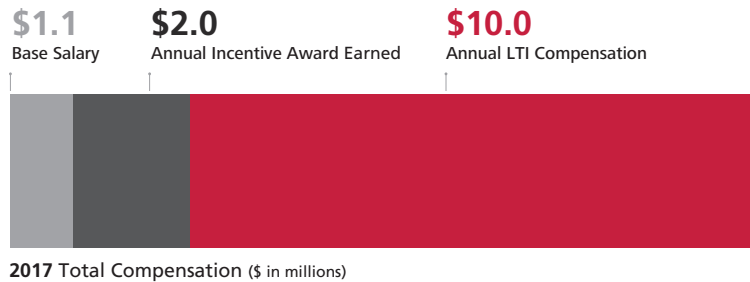 $1.1 $2.0 $10.0
Base Salary Annual Incentive Award Earned Annual LTI Compensation
2017 Total Compensation ($ in millions)